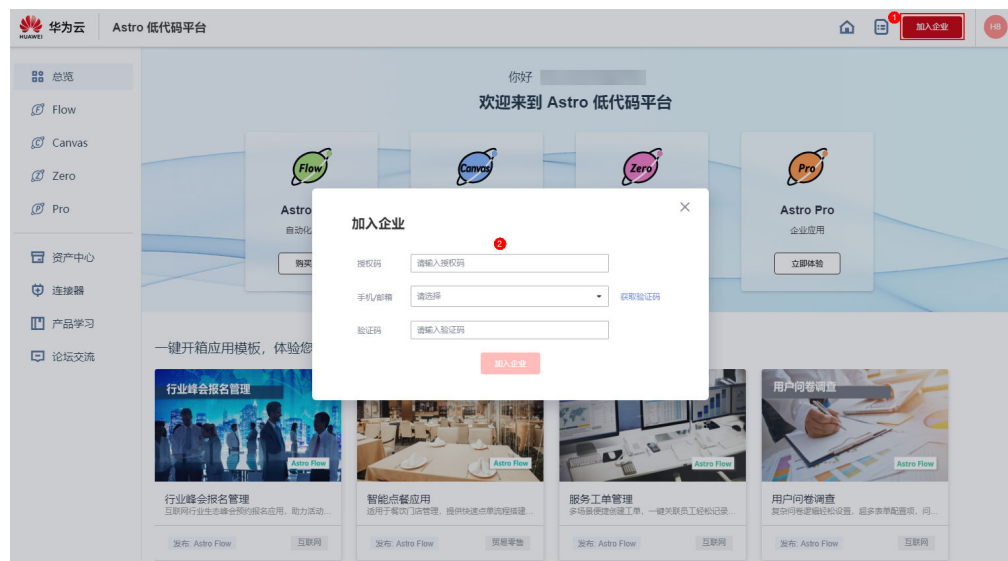 HUAWEI
华为云
Astro 低代码平台
1
加入企业
HB
总览
Flow
Canvas
Zero
Pro
资产中心
连接器
产品学习
论坛交流
你好
欢迎来到 Astro 低代码平台
Flow
Canvas
Zero
Pro
Astro
自动化
购买
Astro Pro
企业应用
立即体验
加入企业
2
授权码
请输入授权码
手机/邮箱
请选择
获取验证码
验证码
请输入验证码
加入企业
一键开箱应用模板，体验您
行业峰会报名管理
Astro Flow
行业峰会报名管理
互联网行业生态峰会预约报名应用，助力活动...
发布: Astro Flow
互联网
Astro Flow
智能点餐应用
适用于餐饮门店管理，提供快速点单流程搭建...
发布: Astro Flow
贸易零售
Astro Flow
服务工单管理
多场景便捷创建工单，一键关联员工轻松记录...
发布: Astro Flow
互联网
用户问卷调查
Astro Flow
用户问卷调查
复杂问卷逻辑轻松设置，超多表单配置项，问...
发布: Astro Flow
互联网